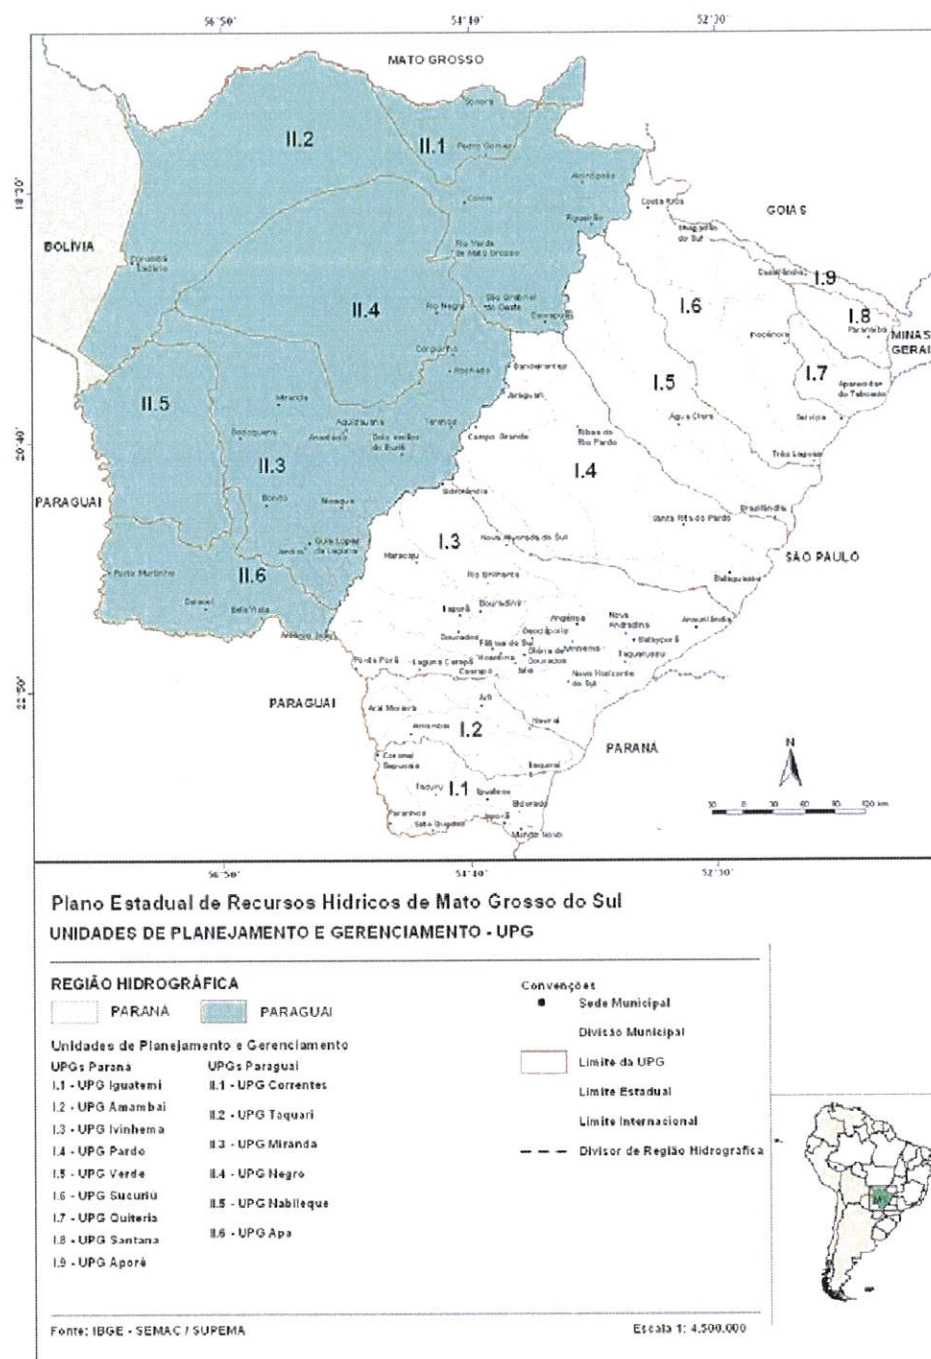 56°50' 54°40' 52°30'
MATO GROSSO
Sonora
II.2
II.1
Pedro Gomes
Alcinópolis
18°30'
Coxim
Costa Rica
GOIAS
Figueirão
Chapadão do Sul
BOLÍVIA
Rio Verde de Mato Grosso
Corumbá
Ladário
Cassilândia
I.9
II.4
I.6
São Gabriel do Oeste
Rio Negro
I.8
Camapuã
Paranaíba
MINAS GERAIS
Inocência
Corguinho
Bandeirantes
Rochedo
I.7
I.5
Aparecida do Taboado
II.5
Jaraguari
Miranda
Selvíria
Água Clara
Aquidauana
Terenos
Bodoquena
Anastácio
Dois Irmãos do Buriti
Campo Grande
Ribas do Rio Pardo
20°40'
II.3
Três Lagoas
I.4
Sidrolândia
PARAGUAI
Bonito
Nioaque
Brasilândia
Santa Rita do Pardo
Guia Lopes da Laguna
Jardim
I.3
Nova Alvorada do Sul
Maracaju
SÃO PAULO
Porto Murtinho
II.6
Rio Brilhante
Bataguassu
Caracol
Bela Vista
Itaporã
Douradina
Angélica
Nova Andradina
Anaurilândia
Antônio João
Dourados
Deodápolis
Batayporã
Fátima do Sul
Ivinhema
Glória de Dourados
Vicentina
Taquarussu
Ponta Porã
Laguna Carapã
Caarapó
Jateí
Novo Horizonte do Sul
22°50'
PARAGUAI
Aral Moreira
Juti
Amambai
I.2
Naviraí
PARANÁ
Coronel Sapucaia
Itaquiraí
N
Tacuru
I.1
Iguatemi
Eldorado
Paranhos
Sete Quedas
Japorã
Mundo Novo
30 0 30 60 90 120 km
56°50' 54°40' 52°30'
Plano Estadual de Recursos Hídricos de Mato Grosso do Sul
UNIDADES DE PLANEJAMENTO E GERENCIAMENTO - UPG
REGIÃO HIDROGRÁFICA
PARANÁ PARAGUAI
Unidades de Planejamento e Gerenciamento
UPGs Paraná
I.1 - UPG Iguatemi
I.2 - UPG Amambai
I.3 - UPG Ivinhema
I.4 - UPG Pardo
I.5 - UPG Verde
I.6 - UPG Sucuriú
I.7 - UPG Quitéria
I.8 - UPG Santana
I.9 - UPG Aporé
UPGs Paraguai
II.1 - UPG Correntes
II.2 - UPG Taquari
II.3 - UPG Miranda
II.4 - UPG Negro
II.5 - UPG Nabileque
II.6 - UPG Apa
Convenções
Sede Municipal
Divisão Municipal
Limite da UPG
Limite Estadual
Limite Internacional
Divisor de Região Hidrográfica
Fonte: IBGE - SEMAC / SUPEMA
Escala 1: 4.500.000